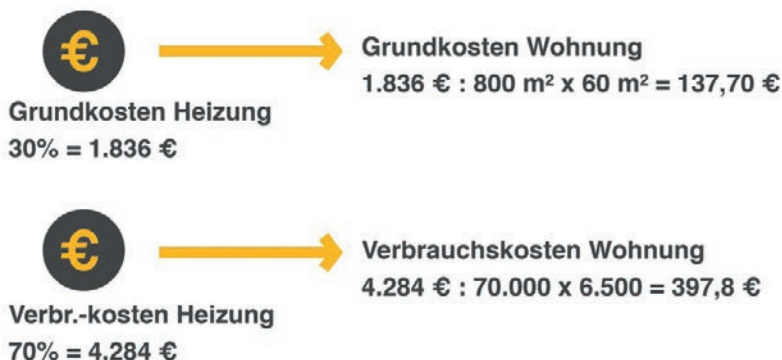 €
Grundkosten Heizung
30% = 1.836 €
Grundkosten Wohnung
1.836 € : 800 m² x 60 m² = 137,70 €
€
Verbr.-kosten Heizung
70% = 4.284 €
Verbrauchskosten Wohnung
4.284 € : 70.000 x 6.500 = 397,8 €